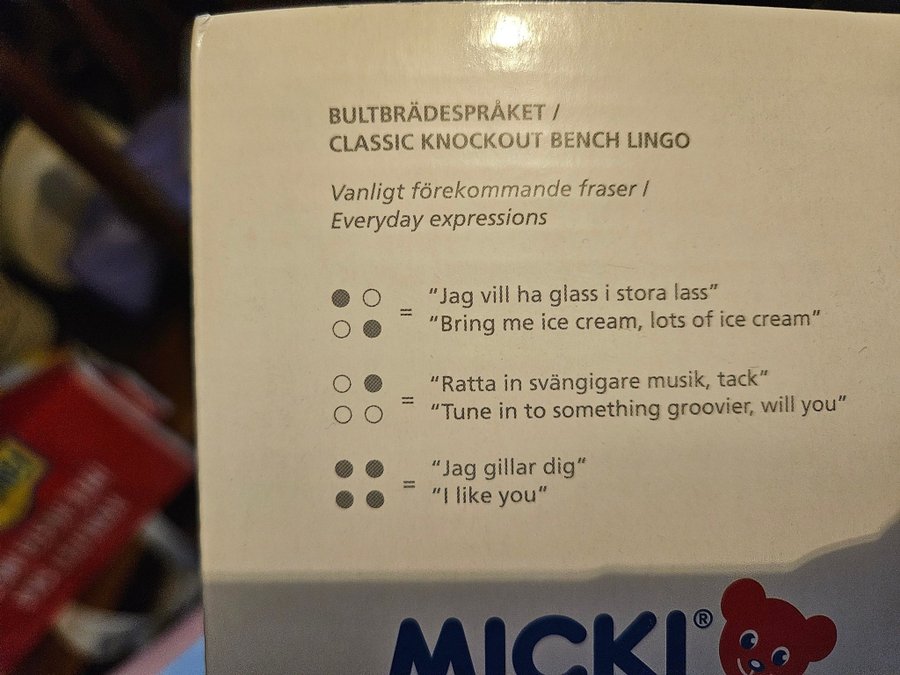 BULTBRÄDESPRÅKET /
CLASSIC KNOCKOUT BENCH LINGO
Vanligt förekommande fraser /
Everyday expressions
= "Jag vill ha glass i stora lass"
"Bring me ice cream, lots of ice cream"
= "Ratta in svängigare musik, tack"
"Tune in to something groovier, will you"
= "Jag gillar dig"
"I like you"
MICKI®